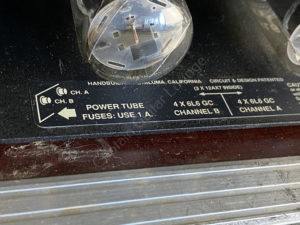 HANDBUILT IN PETALUMA, CALIFORNIA CIRCUIT & DESIGN PATENTED
(5 X 12AX7 INSIDE)
CH. A
CH. B
POWER TUBE
FUSES: USE 1 A.
4 X 6L6 GC
CHANNEL B
4 X 6L6 GC
CHANNEL A